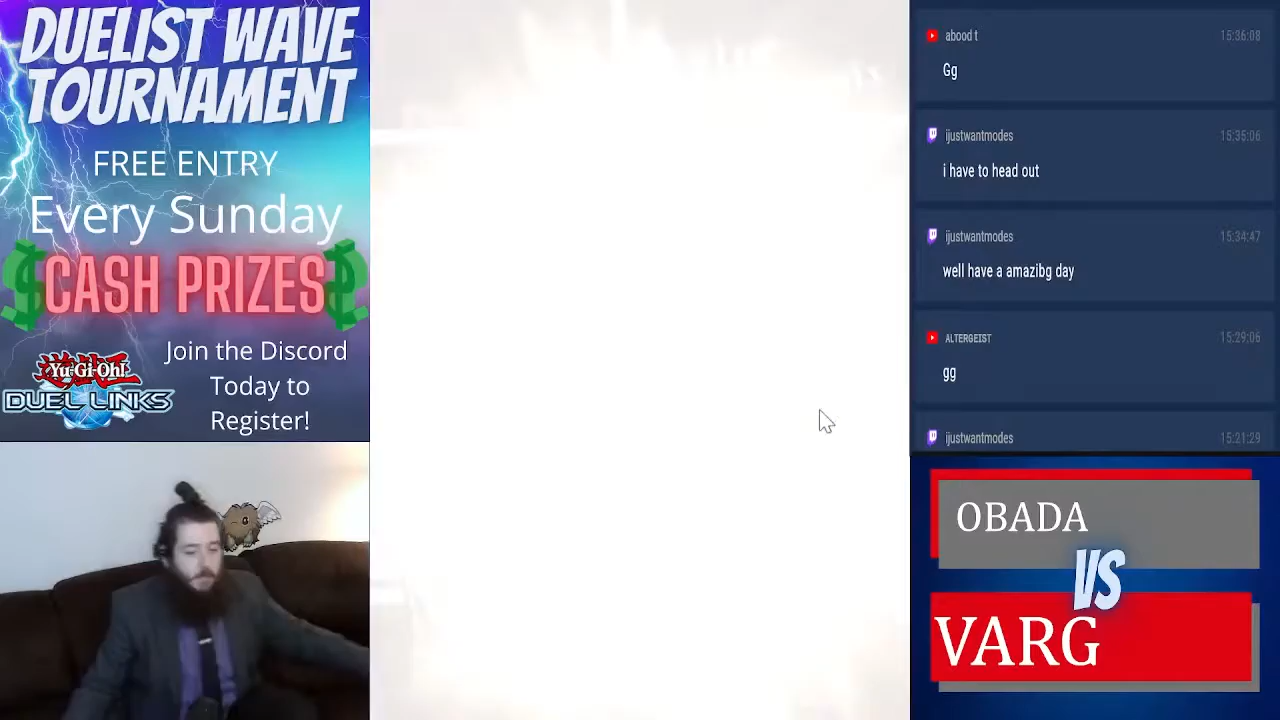 DUELIST WAVE
TOURNAMENT
FREE ENTRY
Every Sunday
$CASH PRIZES$
Yu-Gi-Oh!
DUEL LINKS
Join the Discord
Today to
Register!
abood t 15:36:08
Gg
ijustwantmodes 15:35:06
i have to head out
ijustwantmodes 15:34:47
well have a amazibg day
ALTERGEIST 15:29:06
gg
ijustwantmodes 15:21:29
OBADA
VS
VARG